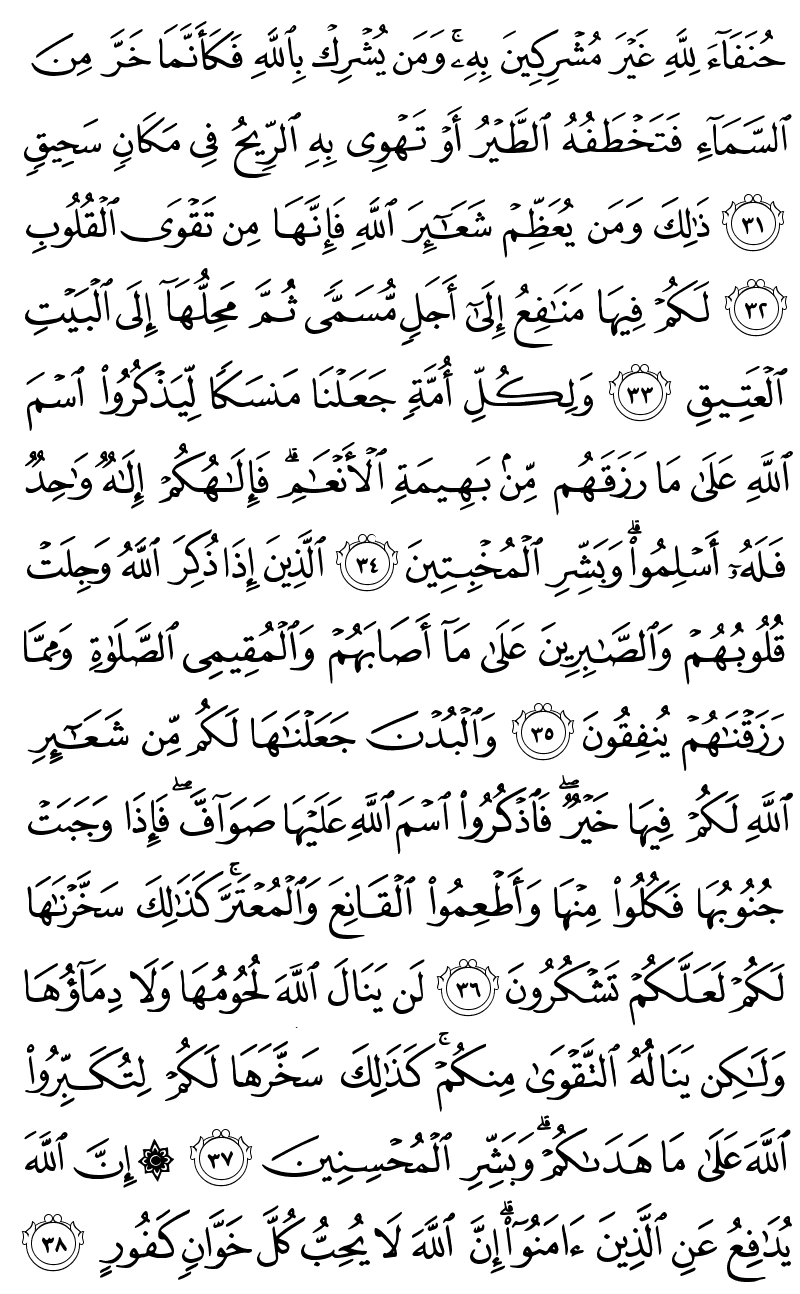 حُنَفَآءَ لِلَّهِ غَيْرَ مُشْرِكِينَ بِهِۦۚ وَمَن يُشْرِكْ بِٱللَّهِ فَكَأَنَّمَا خَرَّ مِنَ
ٱلسَّمَآءِ فَتَخْطَفُهُ ٱلطَّيْرُ أَوْ تَهْوِى بِهِ ٱلرِّيحُ فِى مَكَانٍ سَحِيقٍ
٣١ ذَٰلِكَ وَمَن يُعَظِّمْ شَعَـٰٓئِرَ ٱللَّهِ فَإِنَّهَا مِن تَقْوَى ٱلْقُلُوبِ
٣٢ لَكُمْ فِيهَا مَنَـٰفِعُ إِلَىٰٓ أَجَلٍ مُّسَمًّى ثُمَّ مَحِلُّهَآ إِلَى ٱلْبَيْتِ
ٱلْعَتِيقِ ٣٣ وَلِكُلِّ أُمَّةٍ جَعَلْنَا مَنسَكًا لِّيَذْكُرُوا۟ ٱسْمَ
ٱللَّهِ عَلَىٰ مَا رَزَقَهُم مِّنۢ بَهِيمَةِ ٱلْأَنْعَـٰمِۗ فَإِلَـٰهُكُمْ إِلَـٰهٌ وَٰحِدٌ
فَلَهُۥٓ أَسْلِمُوا۟ۗ وَبَشِّرِ ٱلْمُخْبِتِينَ ٣٤ ٱلَّذِينَ إِذَا ذُكِرَ ٱللَّهُ وَجِلَتْ
قُلُوبُهُمْ وَٱلصَّـٰبِرِينَ عَلَىٰ مَآ أَصَابَهُمْ وَٱلْمُقِيمِى ٱلصَّلَوٰةِ وَمِمَّا
رَزَقْنَـٰهُمْ يُنفِقُونَ ٣٥ وَٱلْبُدْنَ جَعَلْنَـٰهَا لَكُم مِّن شَعَـٰٓئِرِ
ٱللَّهِ لَكُمْ فِيهَا خَيْرٌۖ فَٱذْكُرُوا۟ ٱسْمَ ٱللَّهِ عَلَيْهَا صَوَآفَّۖ فَإِذَا وَجَبَتْ
جُنُوبُهَا فَكُلُوا۟ مِنْهَا وَأَطْعِمُوا۟ ٱلْقَانِعَ وَٱلْمُعْتَرَّۚ كَذَٰلِكَ سَخَّرْنَـٰهَا
لَكُمْ لَعَلَّكُمْ تَشْكُرُونَ ٣٦ لَن يَنَالَ ٱللَّهَ لُحُومُهَا وَلَا دِمَآؤُهَا
وَلَـٰكِن يَنَالُهُ ٱلتَّقْوَىٰ مِنكُمْۚ كَذَٰلِكَ سَخَّرَهَا لَكُمْ لِتُكَبِّرُوا۟
ٱللَّهَ عَلَىٰ مَا هَدَىٰكُمْۗ وَبَشِّرِ ٱلْمُحْسِنِينَ ٣٧ ۞ إِنَّ ٱللَّهَ
يُدَٰفِعُ عَنِ ٱلَّذِينَ ءَامَنُوٓا۟ۗ إِنَّ ٱللَّهَ لَا يُحِبُّ كُلَّ خَوَّانٍ كَفُورٍ ٣٨